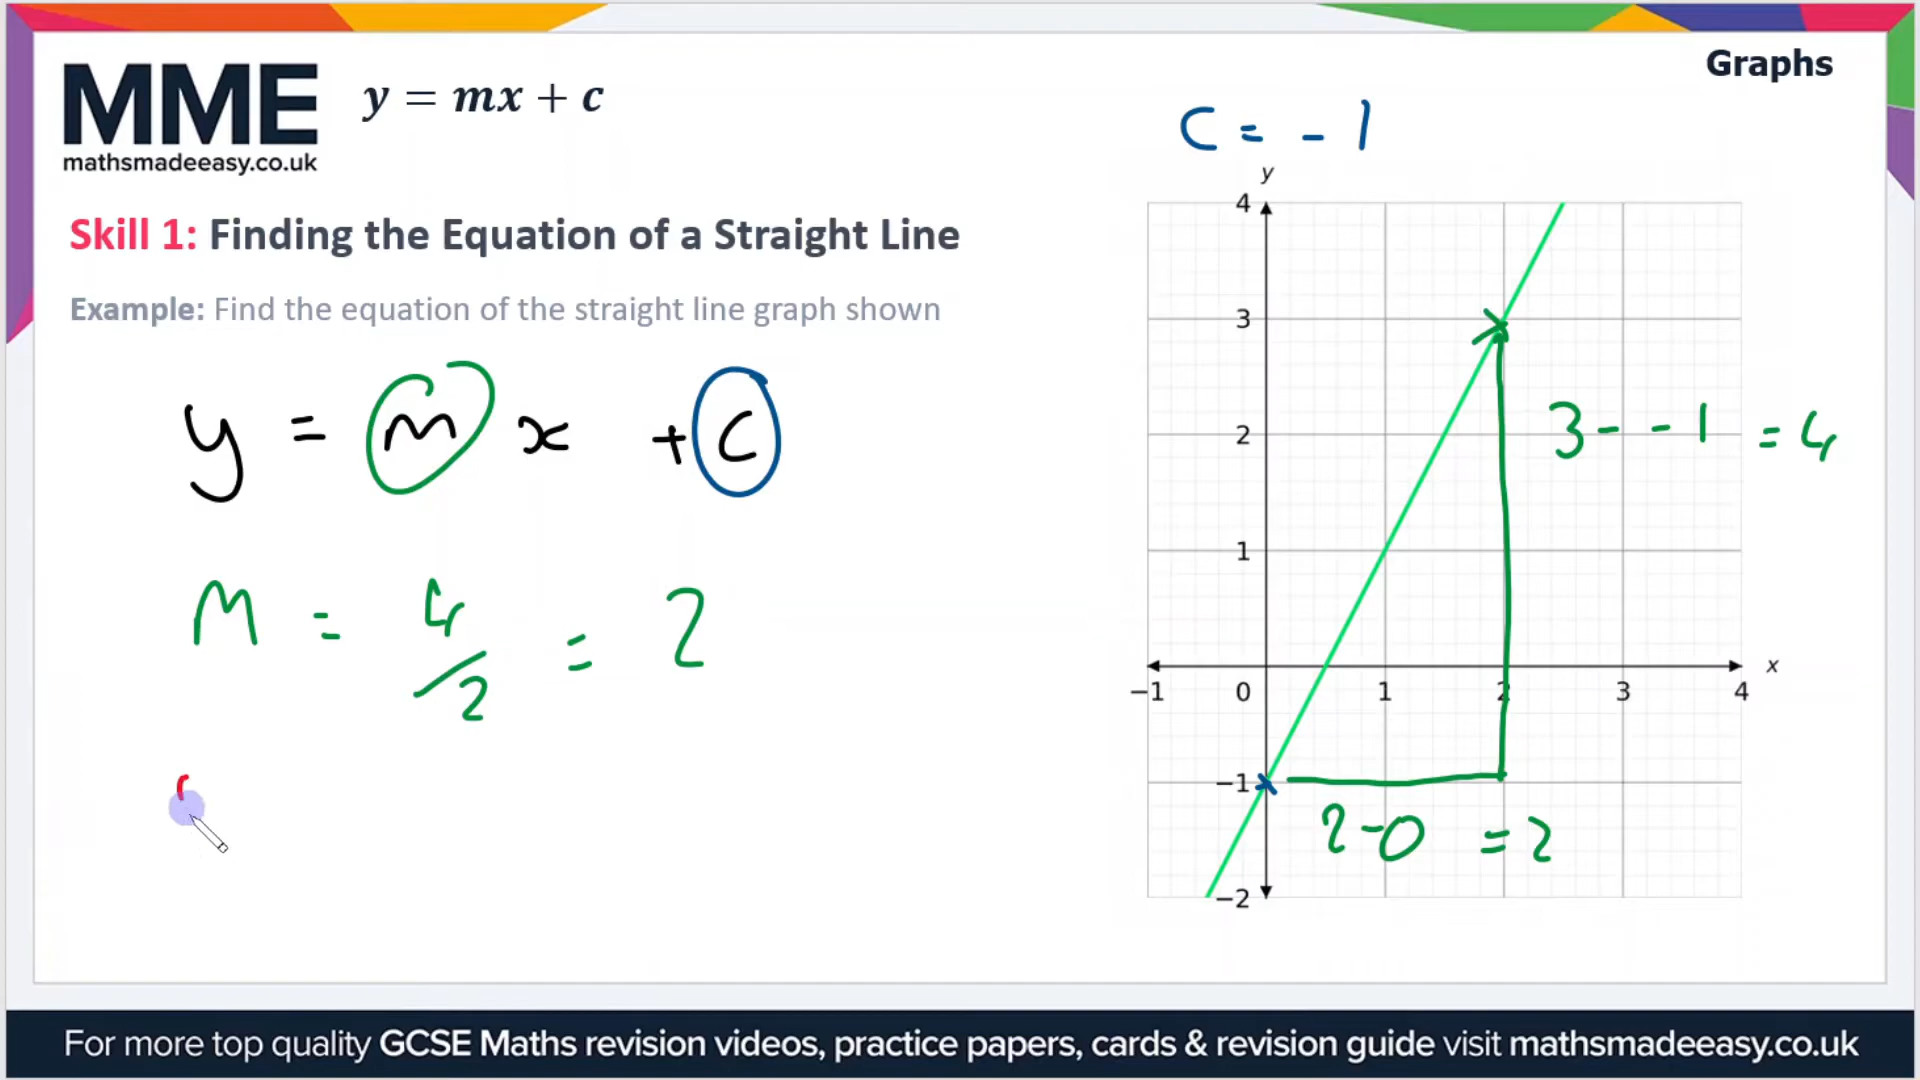 MME
mathsmadeeasy.co.uk
y = mx + c
Graphs
Skill 1: Finding the Equation of a Straight Line
Example: Find the equation of the straight line graph shown
y = m x + c
M = 4/2 = 2
C = - 1
y
4
3
2
1
0
−1
−2
−1 1 2 3 4 x
3 - - 1 = 4
2 - 0 = 2
For more top quality GCSE Maths revision videos, practice papers, cards & revision guide visit mathsmadeeasy.co.uk